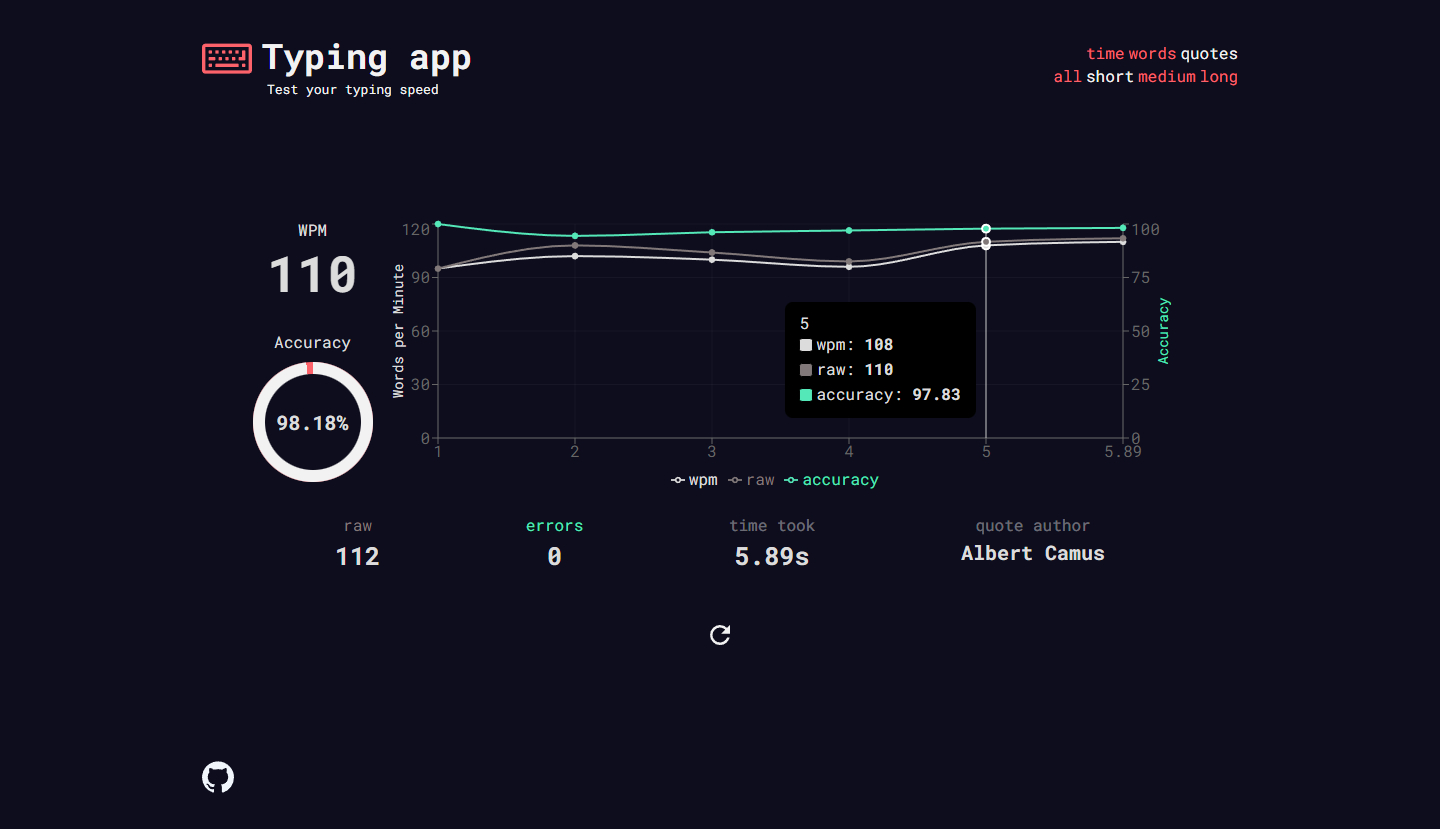 Typing app
Test your typing speed
time words quotes
all short medium long
WPM
110
Accuracy
98.18%
Words per Minute
120
90
60
30
0
1 2 3 4 5 5.89
100
75
50
25
0
Accuracy
5
wpm: 108
raw: 110
accuracy: 97.83
wpm raw accuracy
raw errors time took quote author
112 0 5.89s Albert Camus